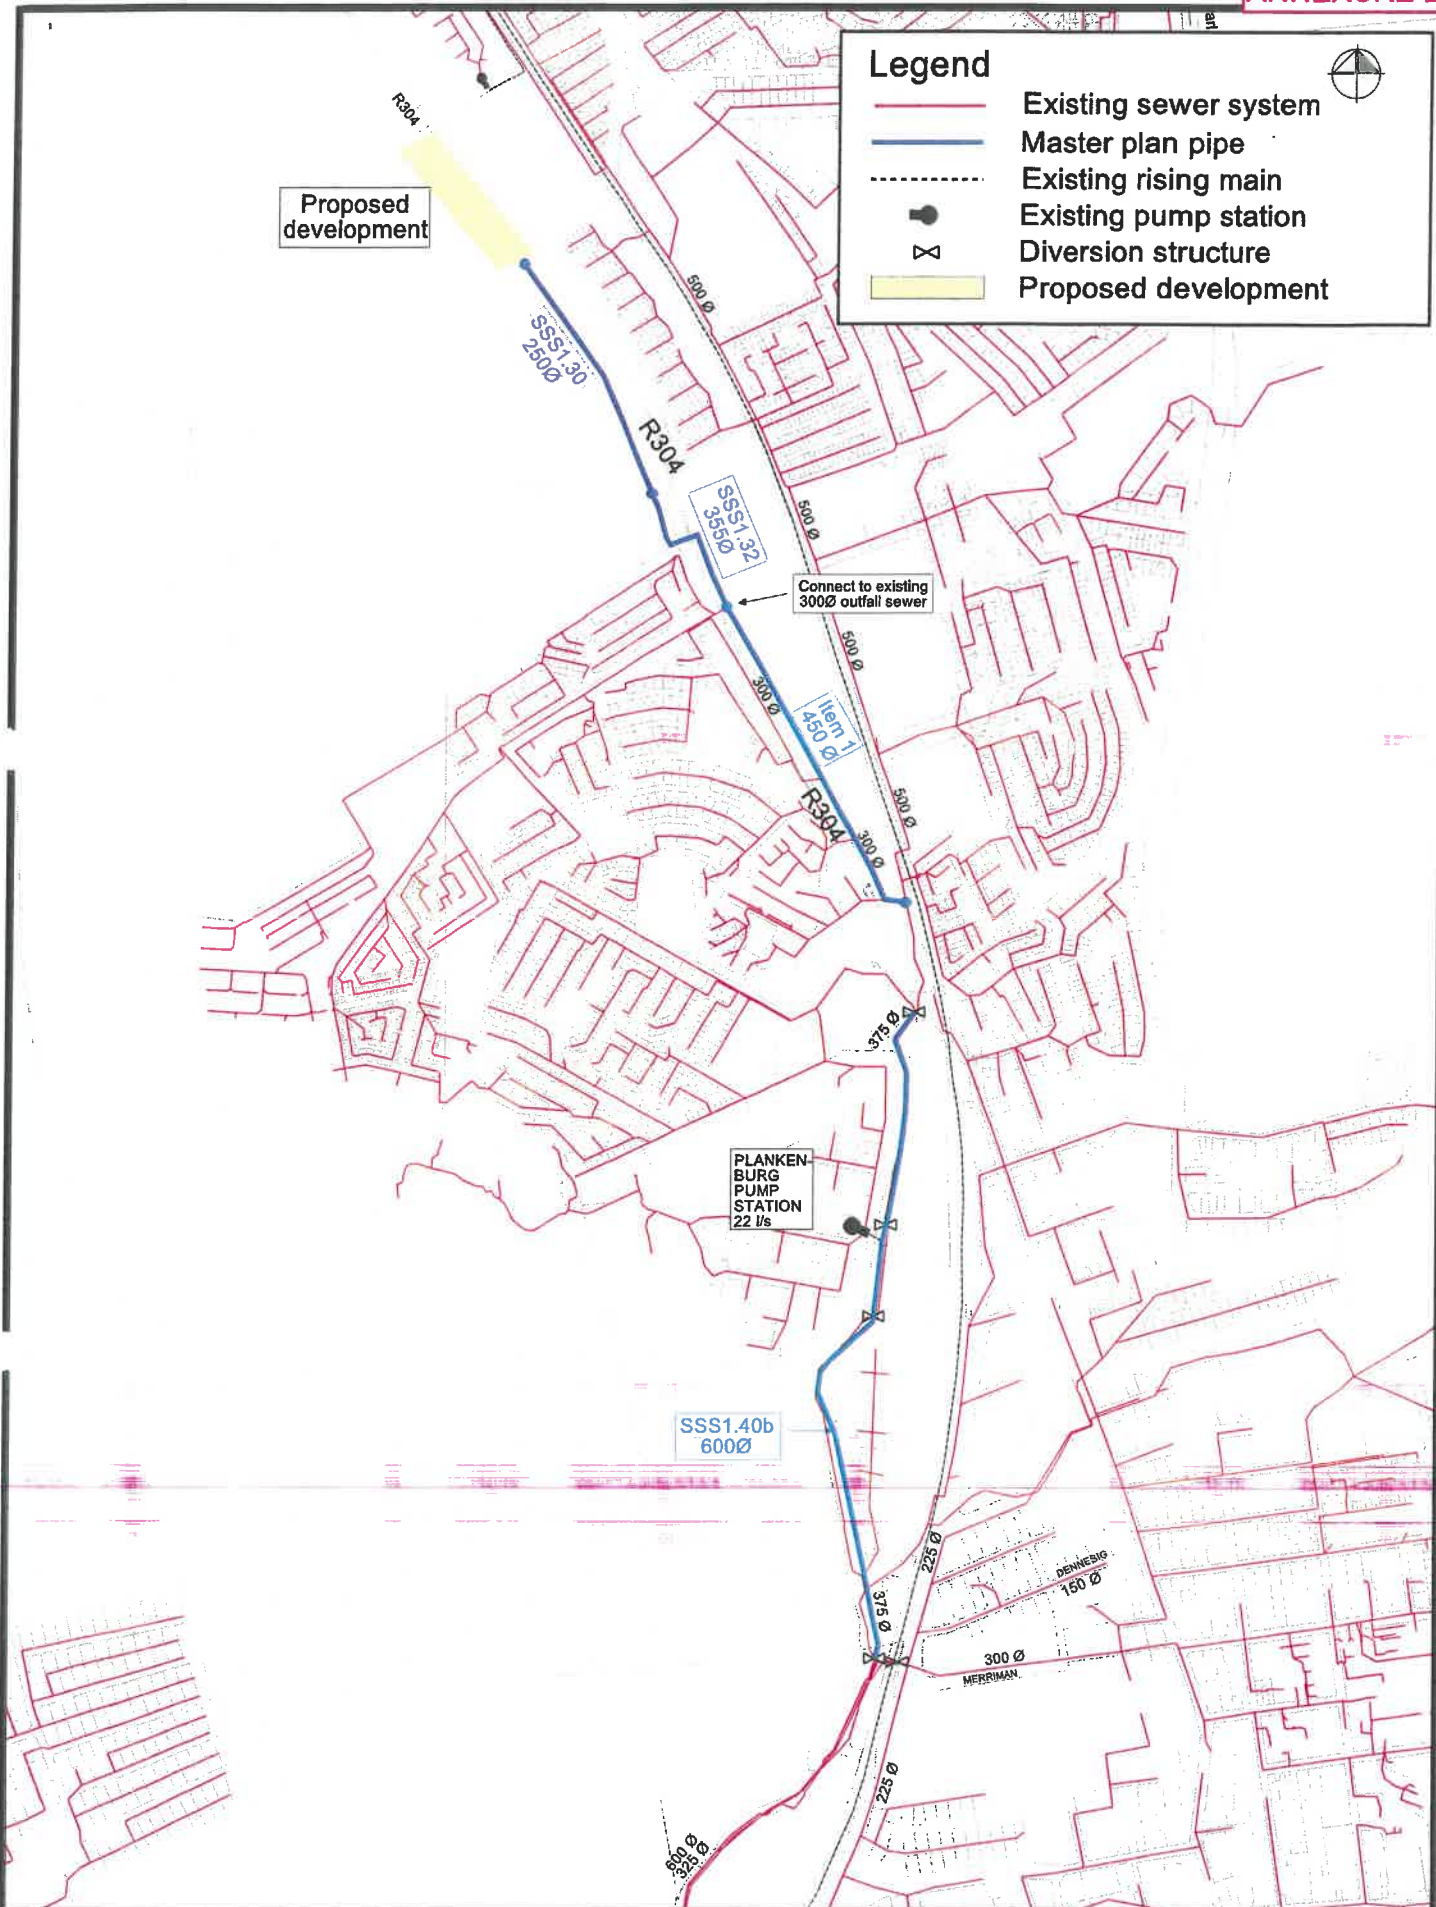 Legend
Existing sewer system
Master plan pipe
Existing rising main
Existing pump station
Diversion structure
Proposed development
R304
Proposed
development
500 Ø
SSS1.30
250Ø
R304
SSS1.32
355Ø
500 Ø
Connect to existing
300Ø outfall sewer
500 Ø
300 Ø
Item 1
450 Ø
R304
500 Ø
300 Ø
375 Ø
PLANKEN-
BURG
PUMP
STATION
22 l/s
SSS1.40b
600Ø
225 Ø
DENNESIG
150 Ø
375 Ø
300 Ø
MERRIMAN
225 Ø
600 Ø
325 Ø